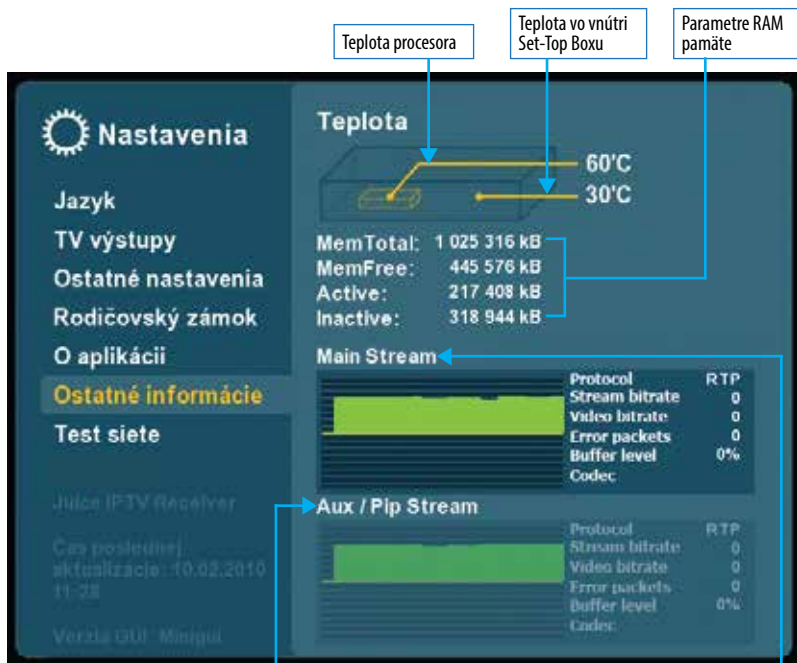 Teplota procesora
Teplota vo vnútri
Set-Top Boxu
Parametre RAM
pamäte
Nastavenia
Jazyk
TV výstupy
Ostatné nastavenia
Rodičovský zámok
O aplikácii
Ostatné informácie
Test siete
Juice IPTV Receiver
Čas poslednej
aktualizácie: 10.02.2010
11:28
Verzia GUI: Minigui
Teplota
60'C
30'C
MemTotal: 1 025 316 kB
MemFree: 445 576 kB
Active: 217 408 kB
Inactive: 318 944 kB
Main Stream
Protocol RTP
Stream bitrate 0
Video bitrate 0
Error packets 0
Buffer level 0%
Codec
Aux / Pip Stream
Protocol RTP
Stream bitrate 0
Video bitrate 0
Error packets 0
Buffer level 0%
Codec